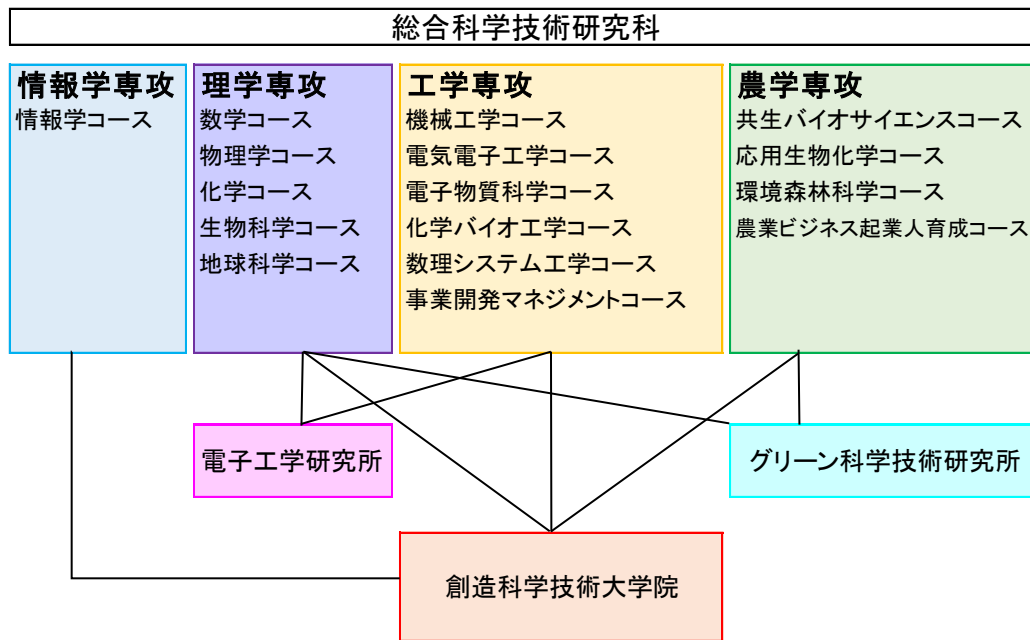 総合科学技術研究科
情報学専攻
情報学コース
理学専攻
数学コース
物理学コース
化学コース
生物科学コース
地球科学コース
工学専攻
機械工学コース
電気電子工学コース
電子物質科学コース
化学バイオ工学コース
数理システム工学コース
事業開発マネジメントコース
農学専攻
共生バイオサイエンスコース
応用生物化学コース
環境森林科学コース
農業ビジネス起業人育成コース
電子工学研究所
グリーン科学技術研究所
創造科学技術大学院